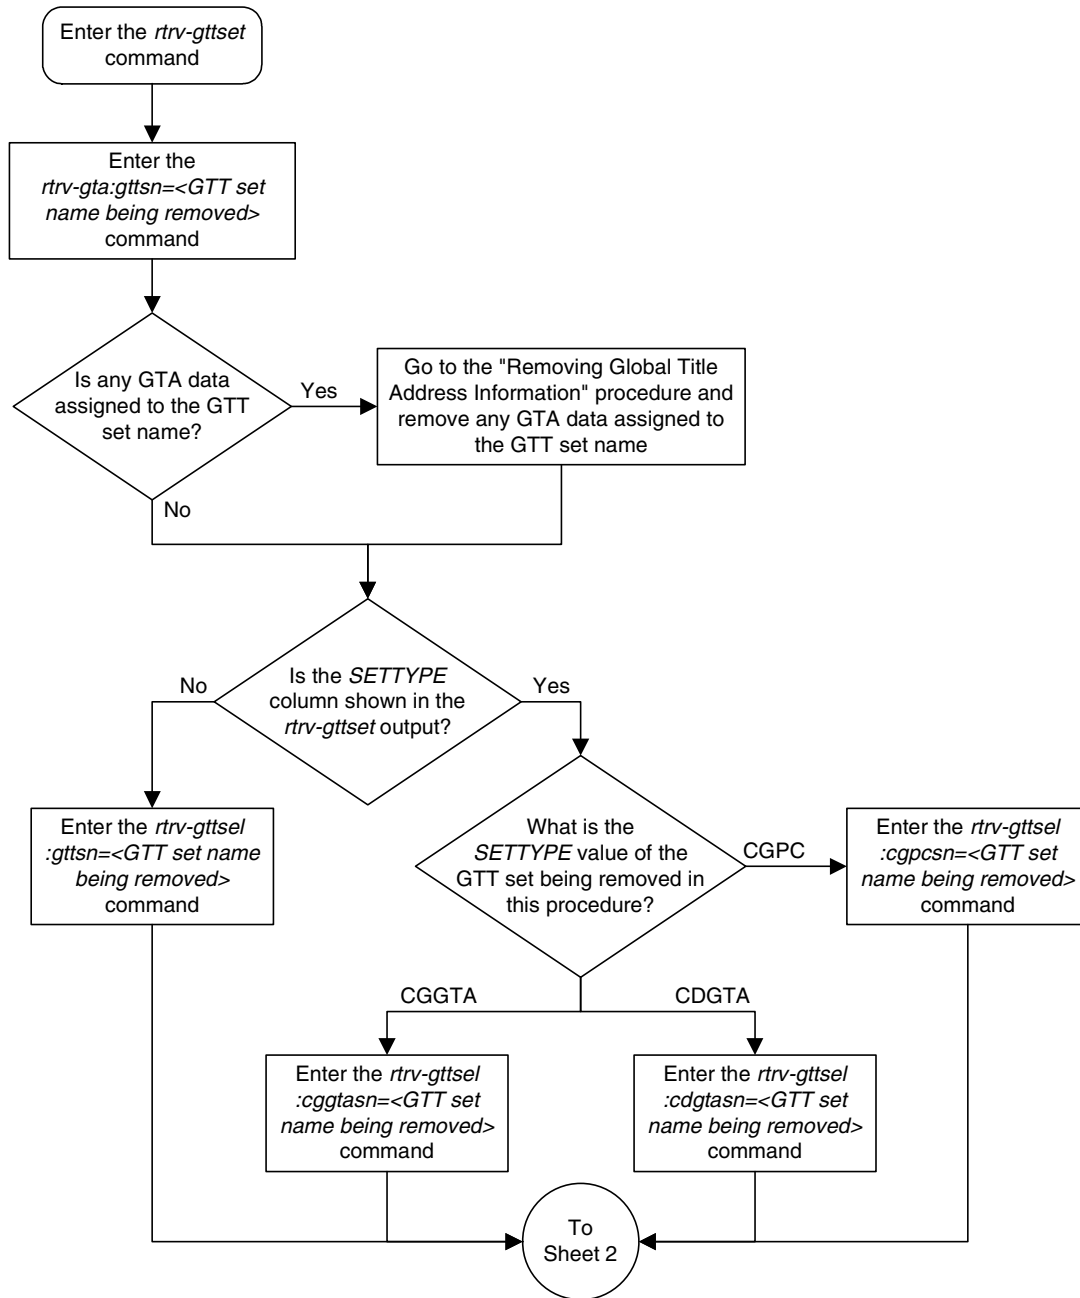 Enter the rtrv-gttset
command
Enter the
rtrv-gta:gttsn=<GTT set
name being removed>
command
Is any GTA data
assigned to the GTT
set name?
Yes
Go to the "Removing Global Title
Address Information" procedure and
remove any GTA data assigned to
the GTT set name
No
Is the SETTYPE
column shown in the
rtrv-gttset output?
No
Yes
Enter the rtrv-gttsel
:gttsn=<GTT set name
being removed>
command
What is the
SETTYPE value of the
GTT set being removed in
this procedure?
CGPC
Enter the rtrv-gttsel
:cgpcsn=<GTT set
name being removed>
command
CGGTA
CDGTA
Enter the rtrv-gttsel
:cggtasn=<GTT set
name being removed>
command
Enter the rtrv-gttsel
:cdgtasn=<GTT set
name being removed>
command
To
Sheet 2